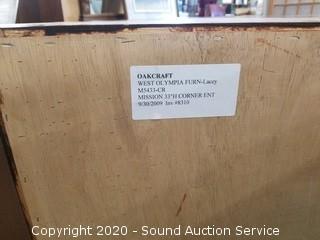 OAKCRAFT
WEST OLYMPIA FURN-Lacey
M5433-CR
MISSION 33"H CORNER ENT
9/30/2009 Inv #8310
Copyright 2020 - Sound Auction Service